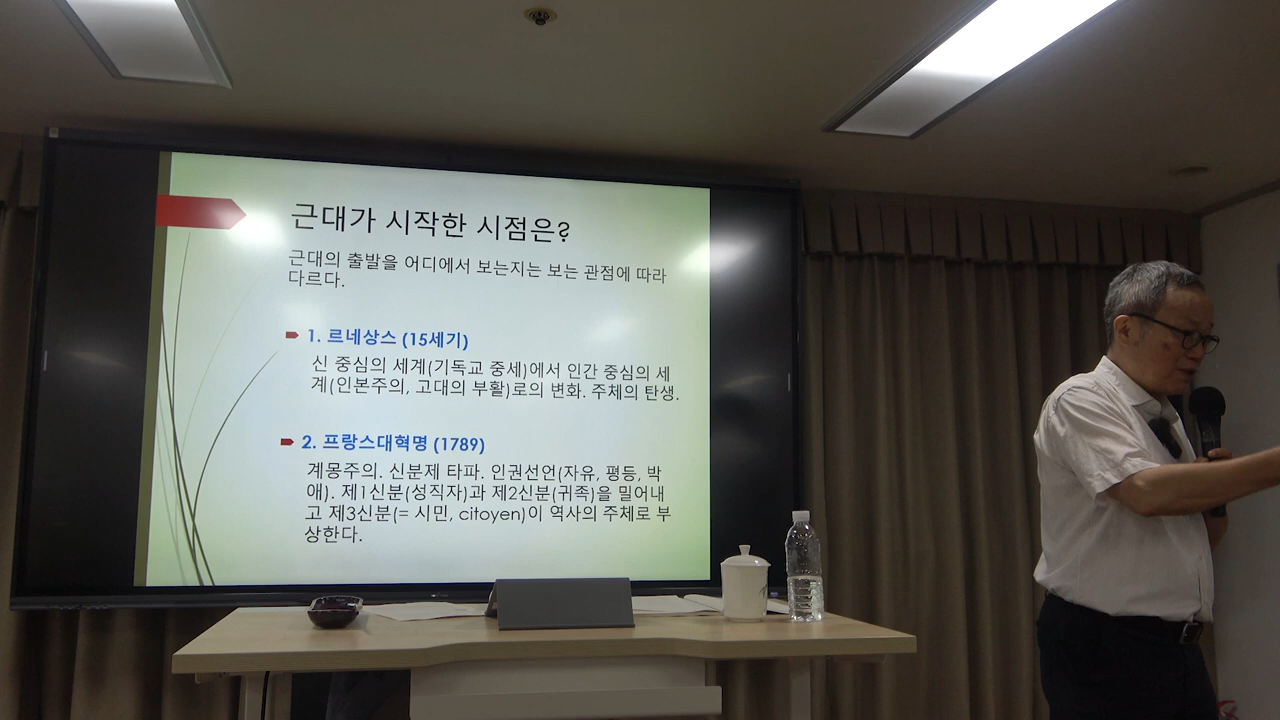 근대가 시작한 시점은?
근대의 출발을 어디에서 보는지는 보는 관점에 따라
다르다.
1. 르네상스 (15세기)
신 중심의 세계(기독교 중세)에서 인간 중심의 세
계(인본주의, 고대의 부활)로의 변화. 주체의 탄생.
2. 프랑스대혁명 (1789)
계몽주의. 신분제 타파. 인권선언(자유, 평등, 박
애). 제1신분(성직자)과 제2신분(귀족)을 밀어내
고 제3신분(= 시민, citoyen)이 역사의 주체로 부
상한다.